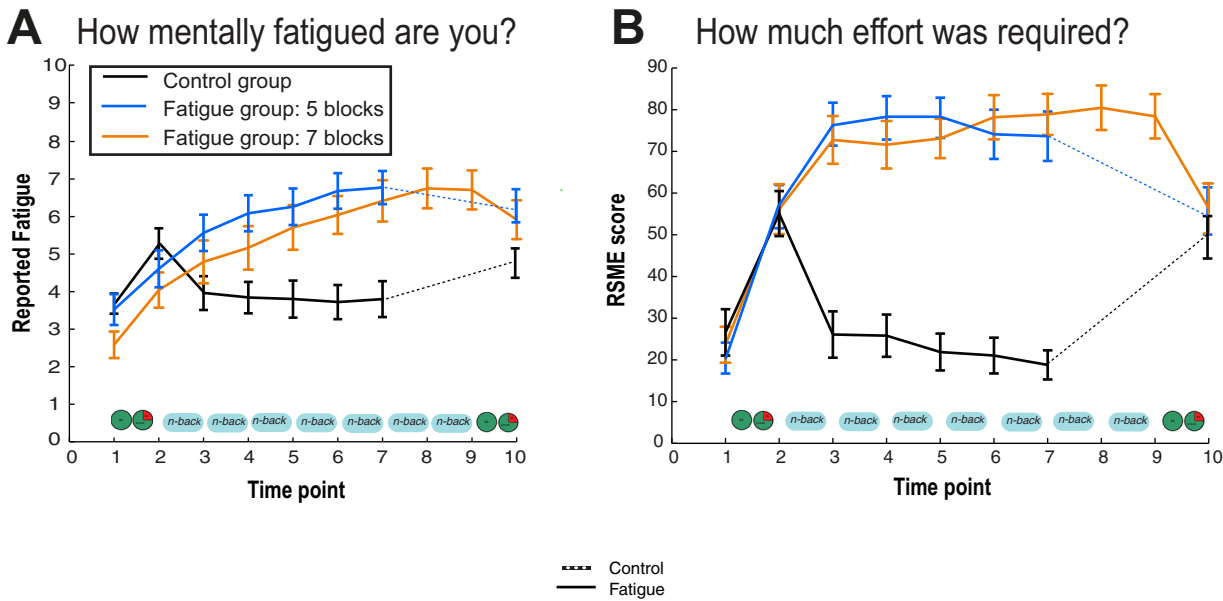 A How mentally fatigued are you?
Control group
Fatigue group: 5 blocks
Fatigue group: 7 blocks
Reported Fatigue
10
9
8
7
6
5
4
3
2
1
0
n-back n-back n-back n-back n-back n-back n-back
0 1 2 3 4 5 6 7 8 9 10
Time point
B How much effort was required?
RSME score
90
80
70
60
50
40
30
20
10
0
n-back n-back n-back n-back n-back n-back n-back
0 1 2 3 4 5 6 7 8 9 10
Time point
Control
Fatigue